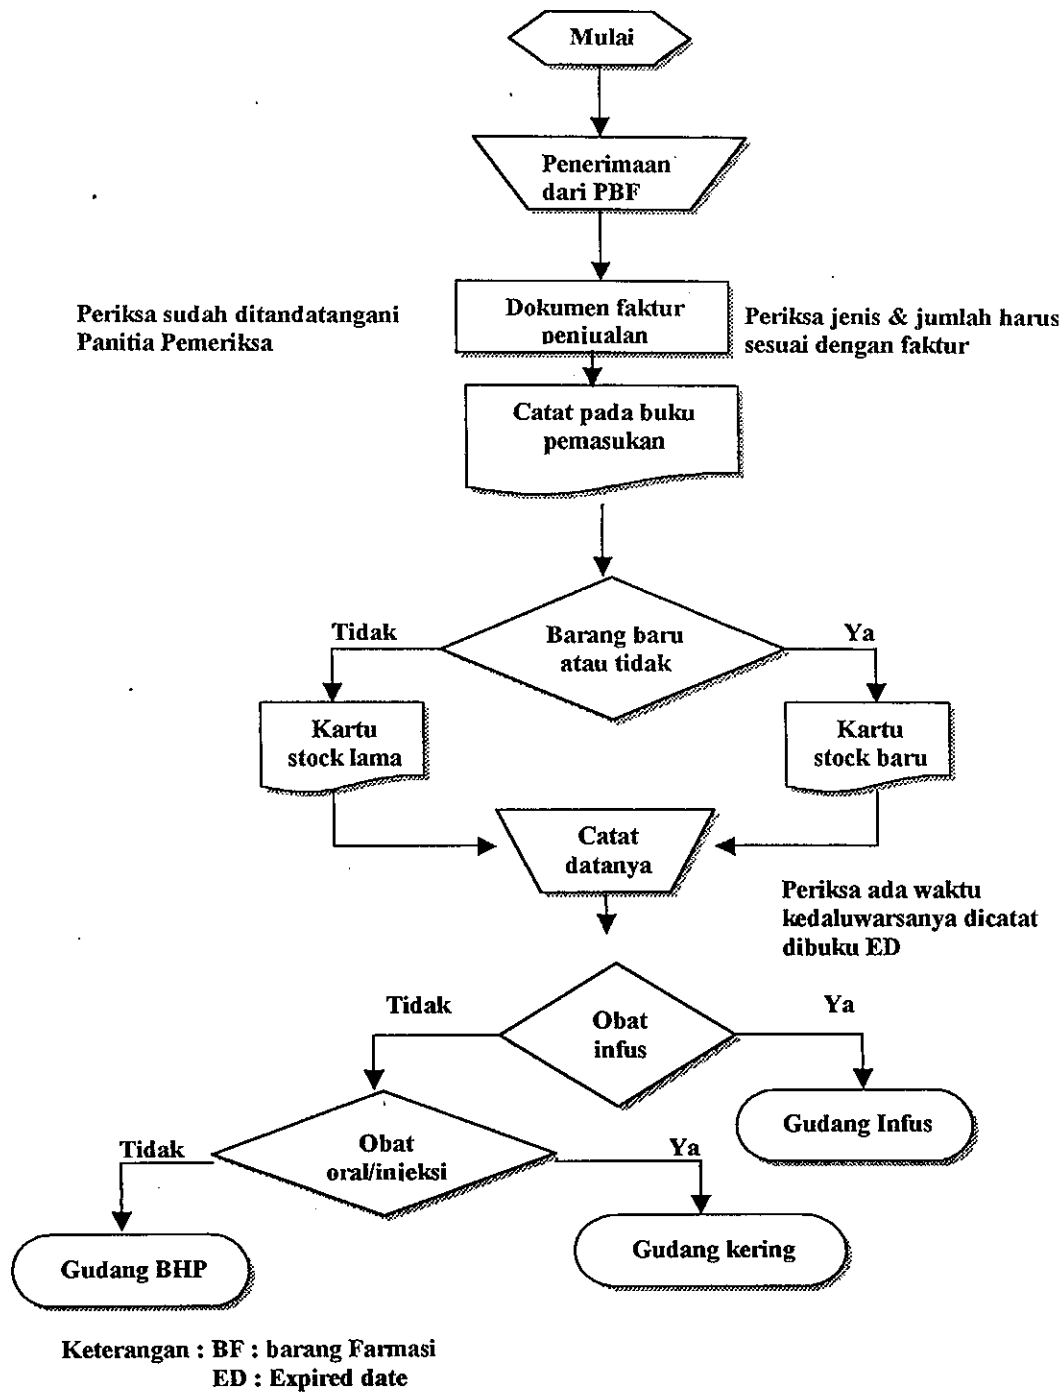 Mulai
Penerimaan
dari PBF
Periksa sudah ditandatangani
Panitia Pemeriksa
Dokumen faktur
penjualan
Periksa jenis & jumlah harus
sesuai dengan faktur
Catat pada buku
pemasukan
Tidak
Barang baru
atau tidak
Ya
Kartu
stock lama
Kartu
stock baru
Catat
datanya
Periksa ada waktu
kedaluwarsanya dicatat
dibuku ED
Tidak
Obat
infus
Ya
Gudang Infus
Tidak
Obat
oral/injeksi
Ya
Gudang BHP
Gudang kering
Keterangan : BF : barang Farmasi
ED : Expired date